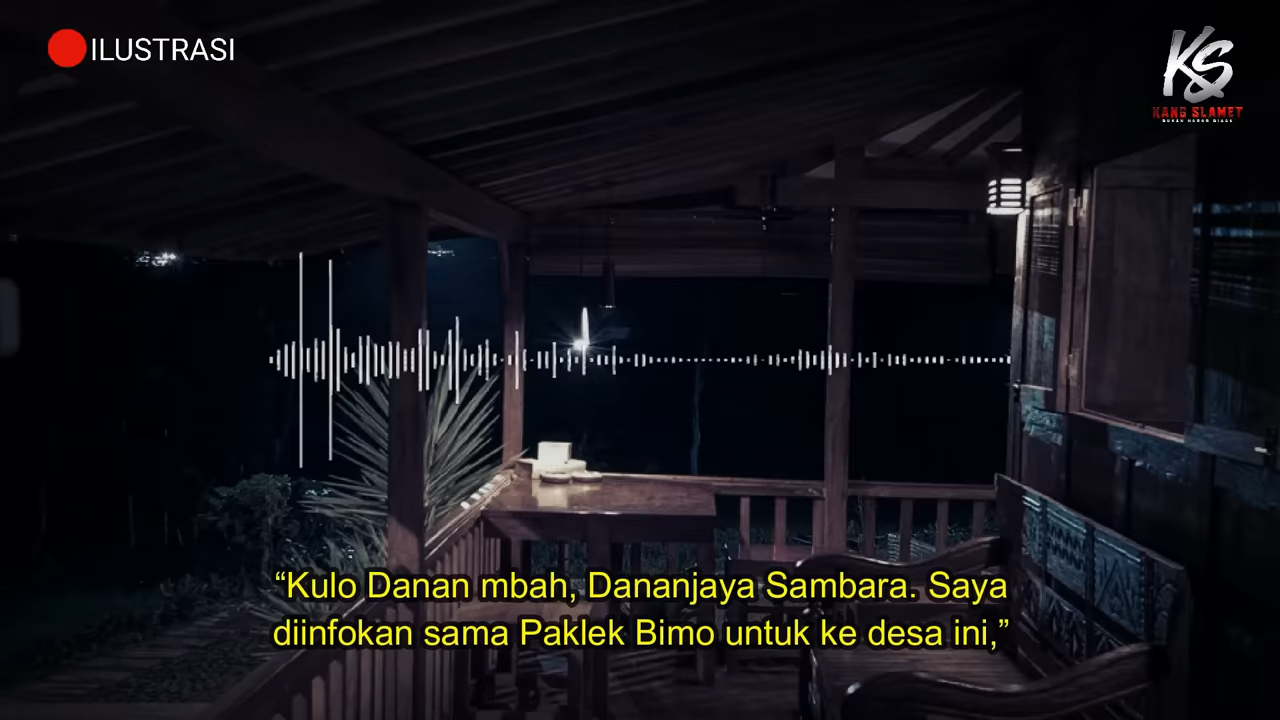 ILUSTRASI
KS
KANG SLAMET
“Kulo Danan mbah, Dananjaya Sambara. Saya
diinfokan sama Paklek Bimo untuk ke desa ini,”